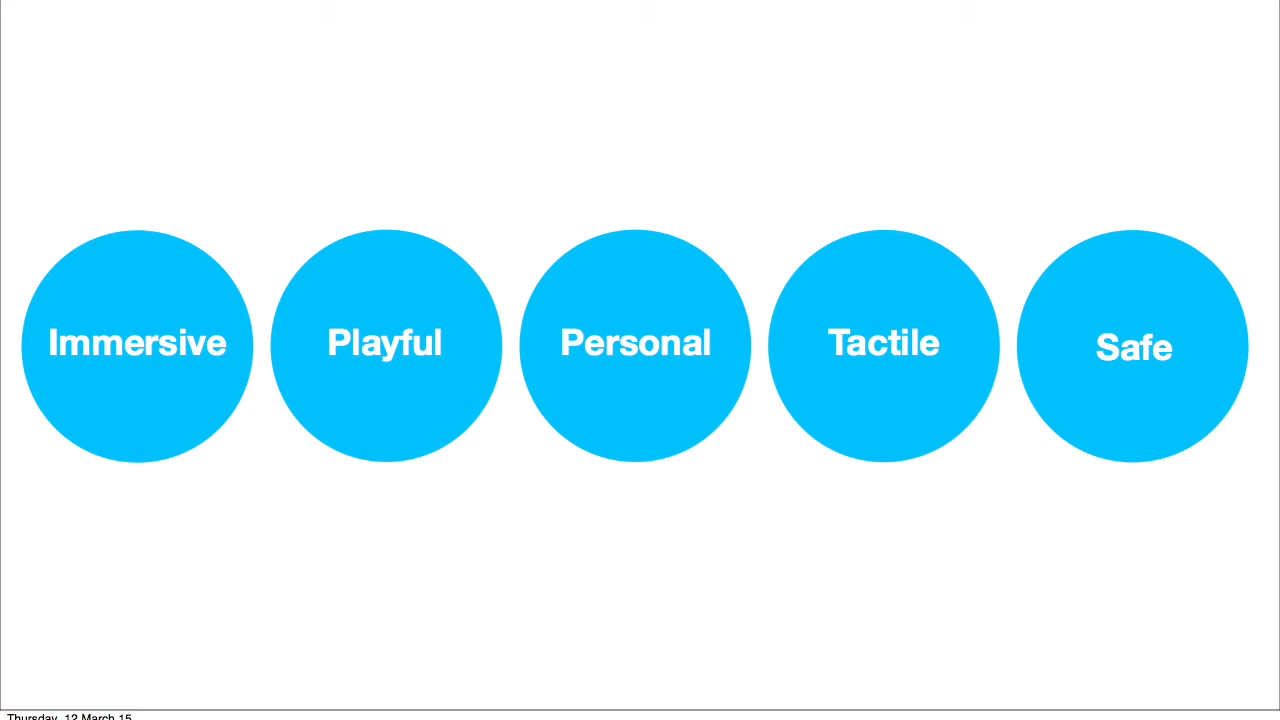 Immersive
Playful
Personal
Tactile
Safe
Thursday, 12 March 15